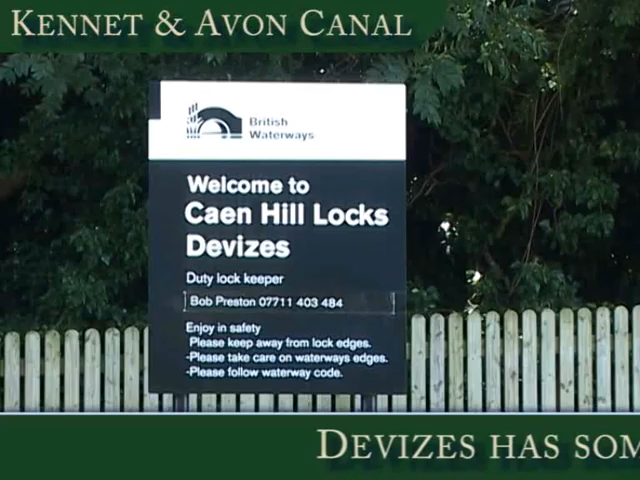 KENNET & AVON CANAL
British
Waterways
Welcome to
Caen Hill Locks
Devizes
Duty lock keeper
Bob Preston 07711 403 484
Enjoy in safety
Please keep away from lock edges.
-Please take care on waterways edges.
-Please follow waterway code.
DEVIZES HAS SOM